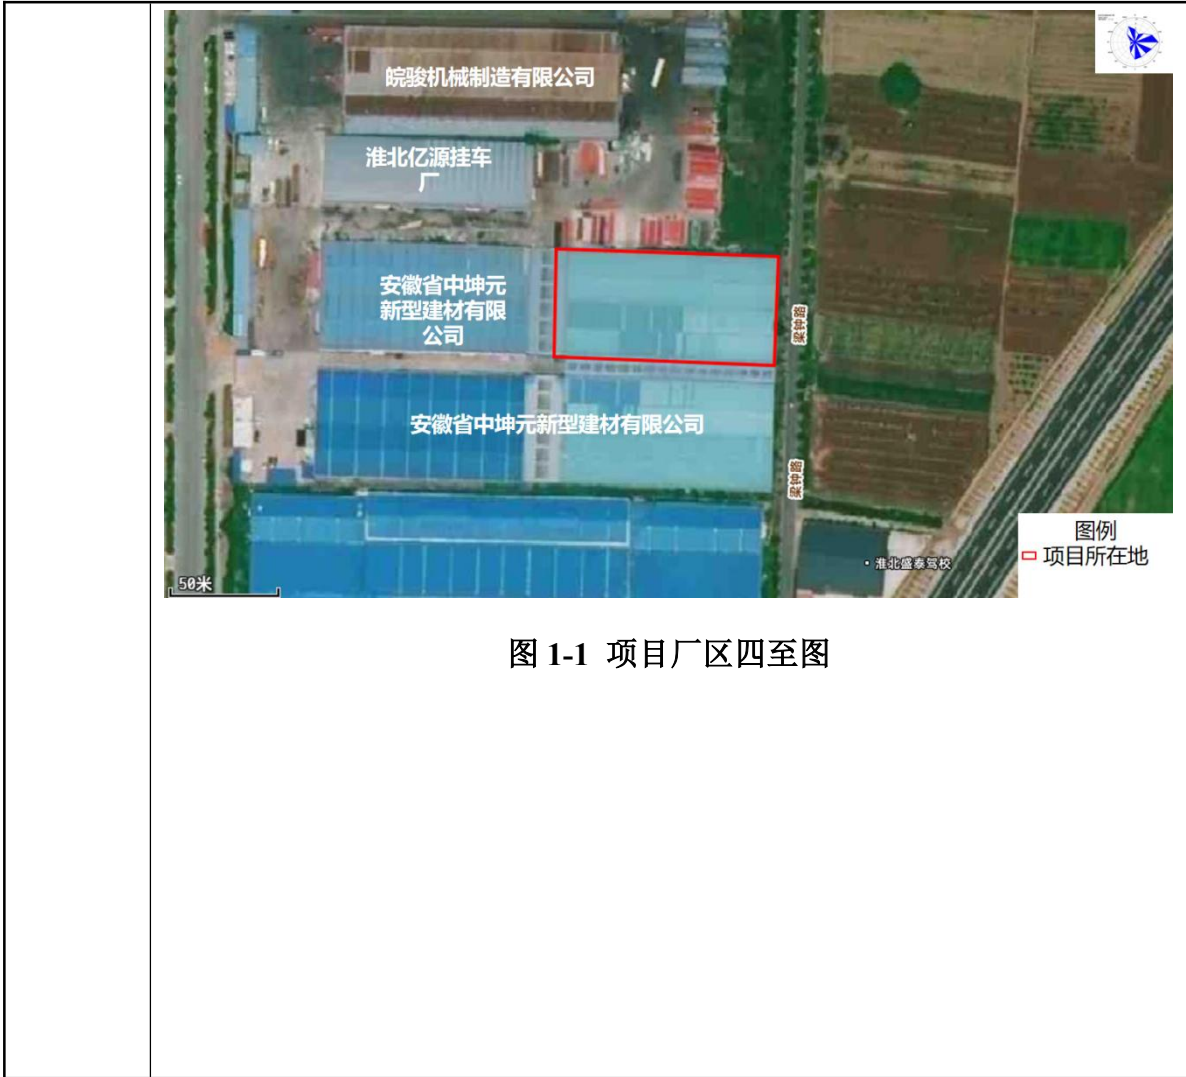 皖骏机械制造有限公司
淮北亿源挂车
厂
安徽省中坤元
新型建材有限
公司
梁钟路
安徽省中坤元新型建材有限公司
梁钟路
淮北盛泰驾校
图例
项目所在地
50米
图 1-1 项目厂区四至图